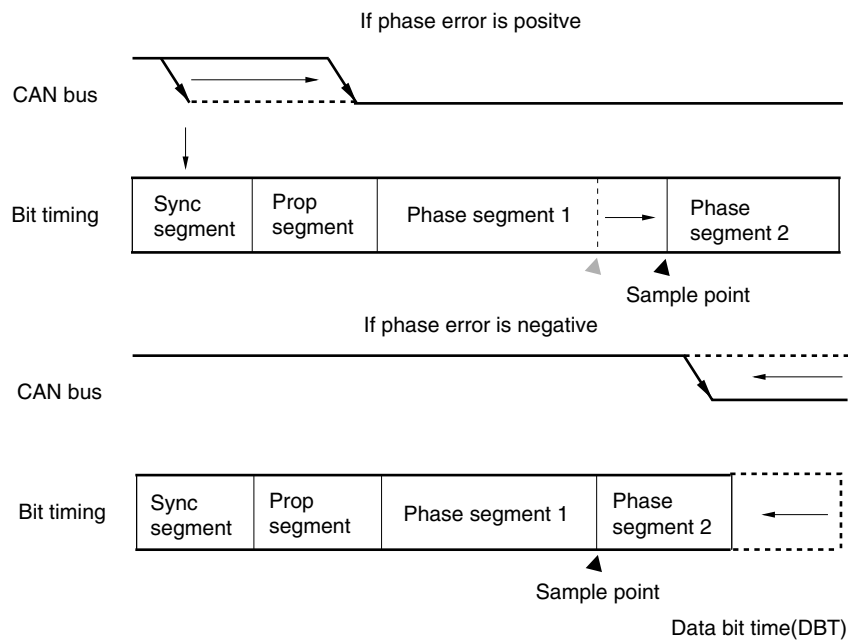 If phase error is positve
CAN bus
Bit timing
Sync
segment
Prop
segment
Phase segment 1
Phase
segment 2
Sample point
If phase error is negative
CAN bus
Bit timing
Sync
segment
Prop
segment
Phase segment 1
Phase
segment 2
Sample point
Data bit time(DBT)